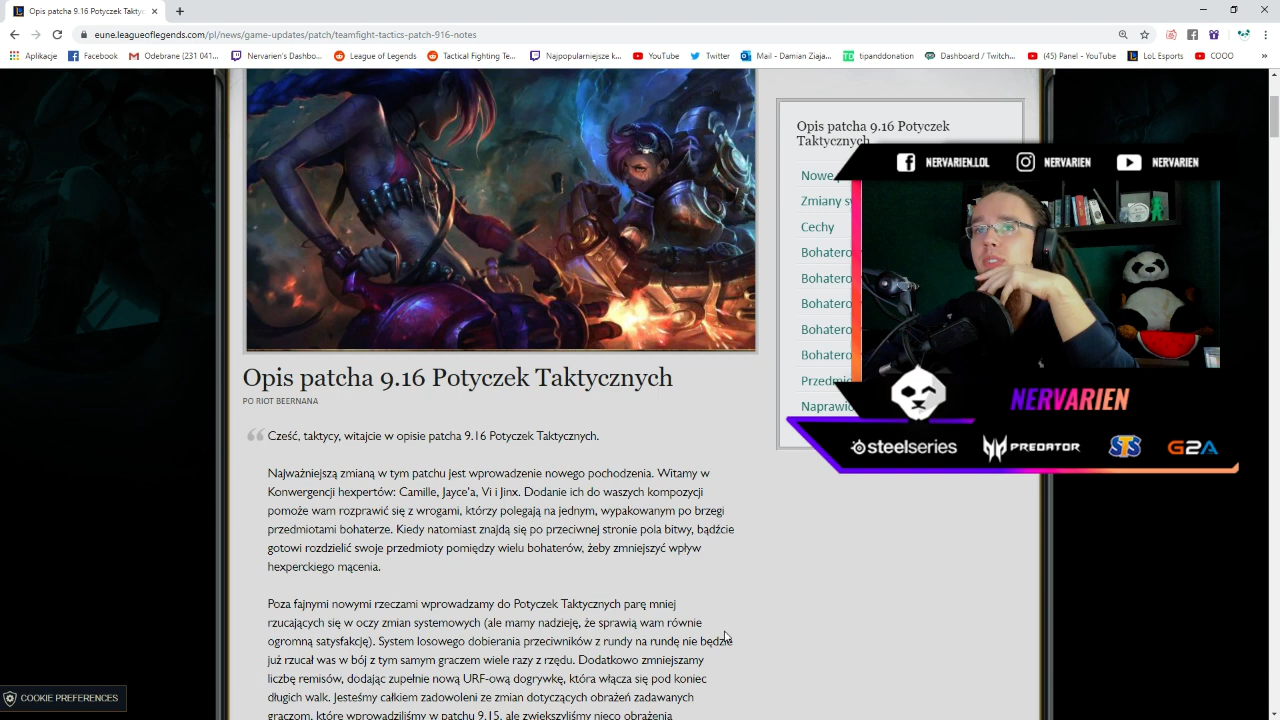 Opis patcha 9.16 Potyczek Taktycz
eune.leagueoflegends.com/pl/news/game-updates/patch/teamfight-tactics-patch-916-notes
Aplikacje Facebook Odebrane (231 041... Nervarien's Dashbo... League of Legends Tactical Fighting Te... Najpopularniejsze k... YouTube Twitter Mail - Damian Ziaja... tipanddonation Dashboard / Twitch... (45) Panel - YouTube LoL Esports COOO »
Opis patcha 9.16 Potyczek
Taktycznych
Zmiany s
Cechy
Bohatero
Bohatero
Bohatero
Bohatero
Bohatero
Przedmio
Naprawio
NERVARIEN.LOL NERVARIEN NERVARIEN
NERVARIEN
steelseries PREDATOR STS G2A
Opis patcha 9.16 Potyczek Taktycznych
PO RIOT BEERNANA
Cześć, taktycy, witajcie w opisie patcha 9.16 Potyczek Taktycznych.
Najważniejszą zmianą w tym patchu jest wprowadzenie nowego pochodzenia. Witamy w
Konwergencji hexpertów: Camille, Jayce'a, Vi i Jinx. Dodanie ich do waszych kompozycji
pomoże wam rozprawić się z wrogami, którzy polegają na jednym, wypakowanym po brzegi
przedmiotami bohaterze. Kiedy natomiast znajdą się po przeciwnej stronie pola bitwy, bądźcie
gotowi rozdzielić swoje przedmioty pomiędzy wielu bohaterów, żeby zmniejszyć wpływ
hexperckiego mącenia.
Poza fajnymi nowymi rzeczami wprowadzamy do Potyczek Taktycznych parę mniej
rzucających się w oczy zmian systemowych (ale mamy nadzieję, że sprawią wam równie
ogromną satysfakcję). System losowego dobierania przeciwników z rundy na rundę nie będzie
już rzucał was w bój z tym samym graczem wiele razy z rzędu. Dodatkowo zmniejszamy
liczbę remisów, dodając zupełnie nową URF-ową dogrywkę, która włącza się pod koniec
długich walk. Jesteśmy całkiem zadowoleni ze zmian dotyczących obrażeń zadawanych
graczom, które wprowadziliśmy w patchu 9.15, ale zwiększyliśmy nieco obrażenia
COOKIE PREFERENCES